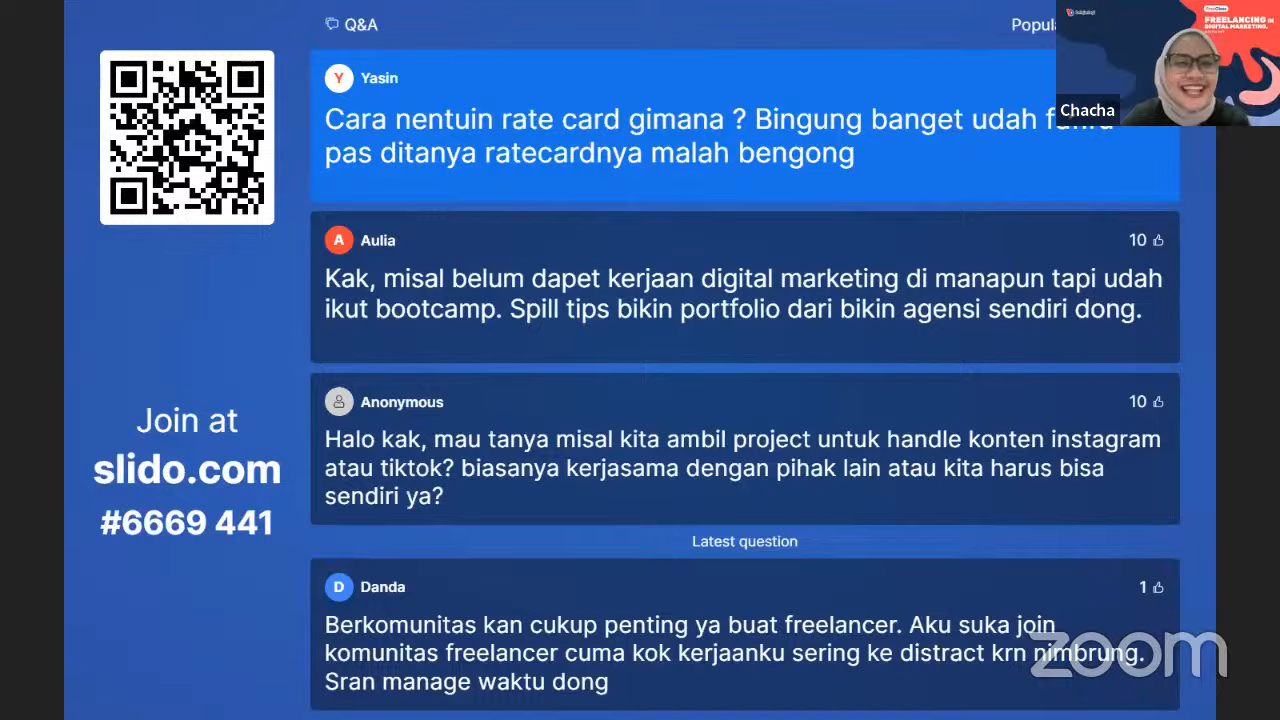 Q&A
Popul
FreeClass
FREELANCING IN
DIGITAL MARKETING.
Chacha
Y
Yasin
Cara nentuin rate card gimana ? Bingung banget udah
pas ditanya ratecardnya malah bengong
A
Aulia
10
Kak, misal belum dapet kerjaan digital marketing di manapun tapi udah
ikut bootcamp. Spill tips bikin portfolio dari bikin agensi sendiri dong.
Anonymous
10
Halo kak, mau tanya misal kita ambil project untuk handle konten instagram
atau tiktok? biasanya kerjasama dengan pihak lain atau kita harus bisa
sendiri ya?
Join at
slido.com
#6669 441
Latest question
D
Danda
1
Berkomunitas kan cukup penting ya buat freelancer. Aku suka join
komunitas freelancer cuma kok kerjaanku sering ke distract krn nimbrung.
Sran manage waktu dong
zoom